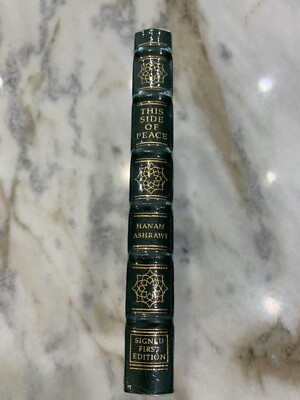 THIS
SIDE
OF
PEACE
HANAN
ASHRAWI
SIGNED
FIRST
EDITION